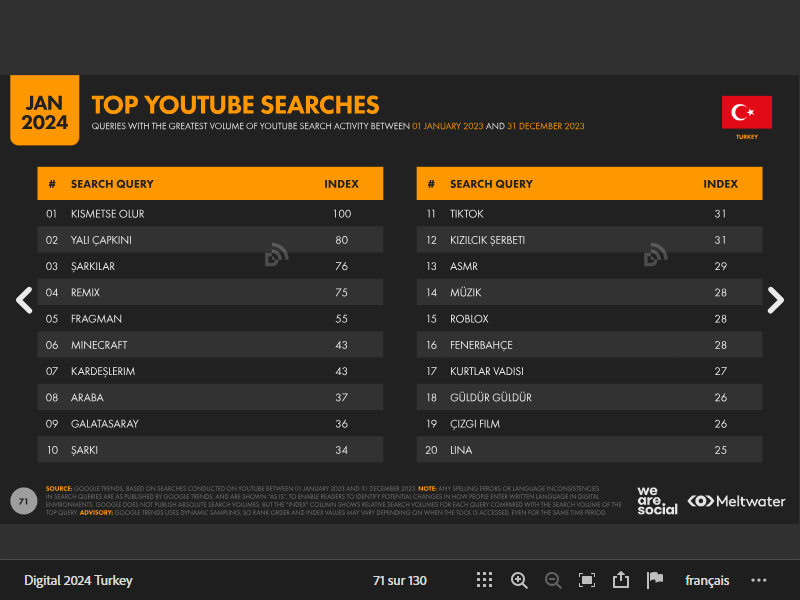 JAN
2024
TOP YOUTUBE SEARCHES
QUERIES WITH THE GREATEST VOLUME OF YOUTUBE SEARCH ACTIVITY BETWEEN 01 JANUARY 2023 AND 31 DECEMBER 2023
TURKEY
# SEARCH QUERY INDEX
01 KISMETSE OLUR 100
02 YALI ÇAPKINI 80
03 ŞARKILAR 76
04 REMIX 75
05 FRAGMAN 55
06 MINECRAFT 43
07 KARDEŞLERIM 43
08 ARABA 37
09 GALATASARAY 36
10 ŞARKI 34
# SEARCH QUERY INDEX
11 TIKTOK 31
12 KIZILCIK ŞERBETI 31
13 ASMR 29
14 MÜZIK 28
15 ROBLOX 28
16 FENERBAHÇE 28
17 KURTLAR VADISI 27
18 GÜLDÜR GÜLDÜR 26
19 ÇIZGI FILM 26
20 LINA 25
71
SOURCE: GOOGLE TRENDS, BASED ON SEARCHES CONDUCTED ON YOUTUBE BETWEEN 01 JANUARY 2023 AND 31 DECEMBER 2023. NOTE: ANY SPELLING ERRORS OR LANGUAGE INCONSISTENCIES
IN SEARCH QUERIES ARE AS PUBLISHED BY GOOGLE TRENDS, AND ARE SHOWN "AS IS", TO ENABLE READERS TO IDENTIFY POTENTIAL CHANGES IN HOW PEOPLE ENTER WRITTEN LANGUAGE IN DIGITAL
ENVIRONMENTS. GOOGLE DOES NOT PUBLISH ABSOLUTE SEARCH VOLUMES, BUT THE "INDEX" COLUMN SHOWS RELATIVE SEARCH VOLUMES FOR EACH QUERY COMPARED WITH THE SEARCH VOLUME OF THE
TOP QUERY. ADVISORY: GOOGLE TRENDS USES DYNAMIC SAMPLING, SO RANK ORDER AND INDEX VALUES MAY VARY DEPENDING ON WHEN THE TOOL IS ACCESSED, EVEN FOR THE SAME TIME PERIOD.
we
are.
social
Meltwater
Digital 2024 Turkey
71 sur 130
français